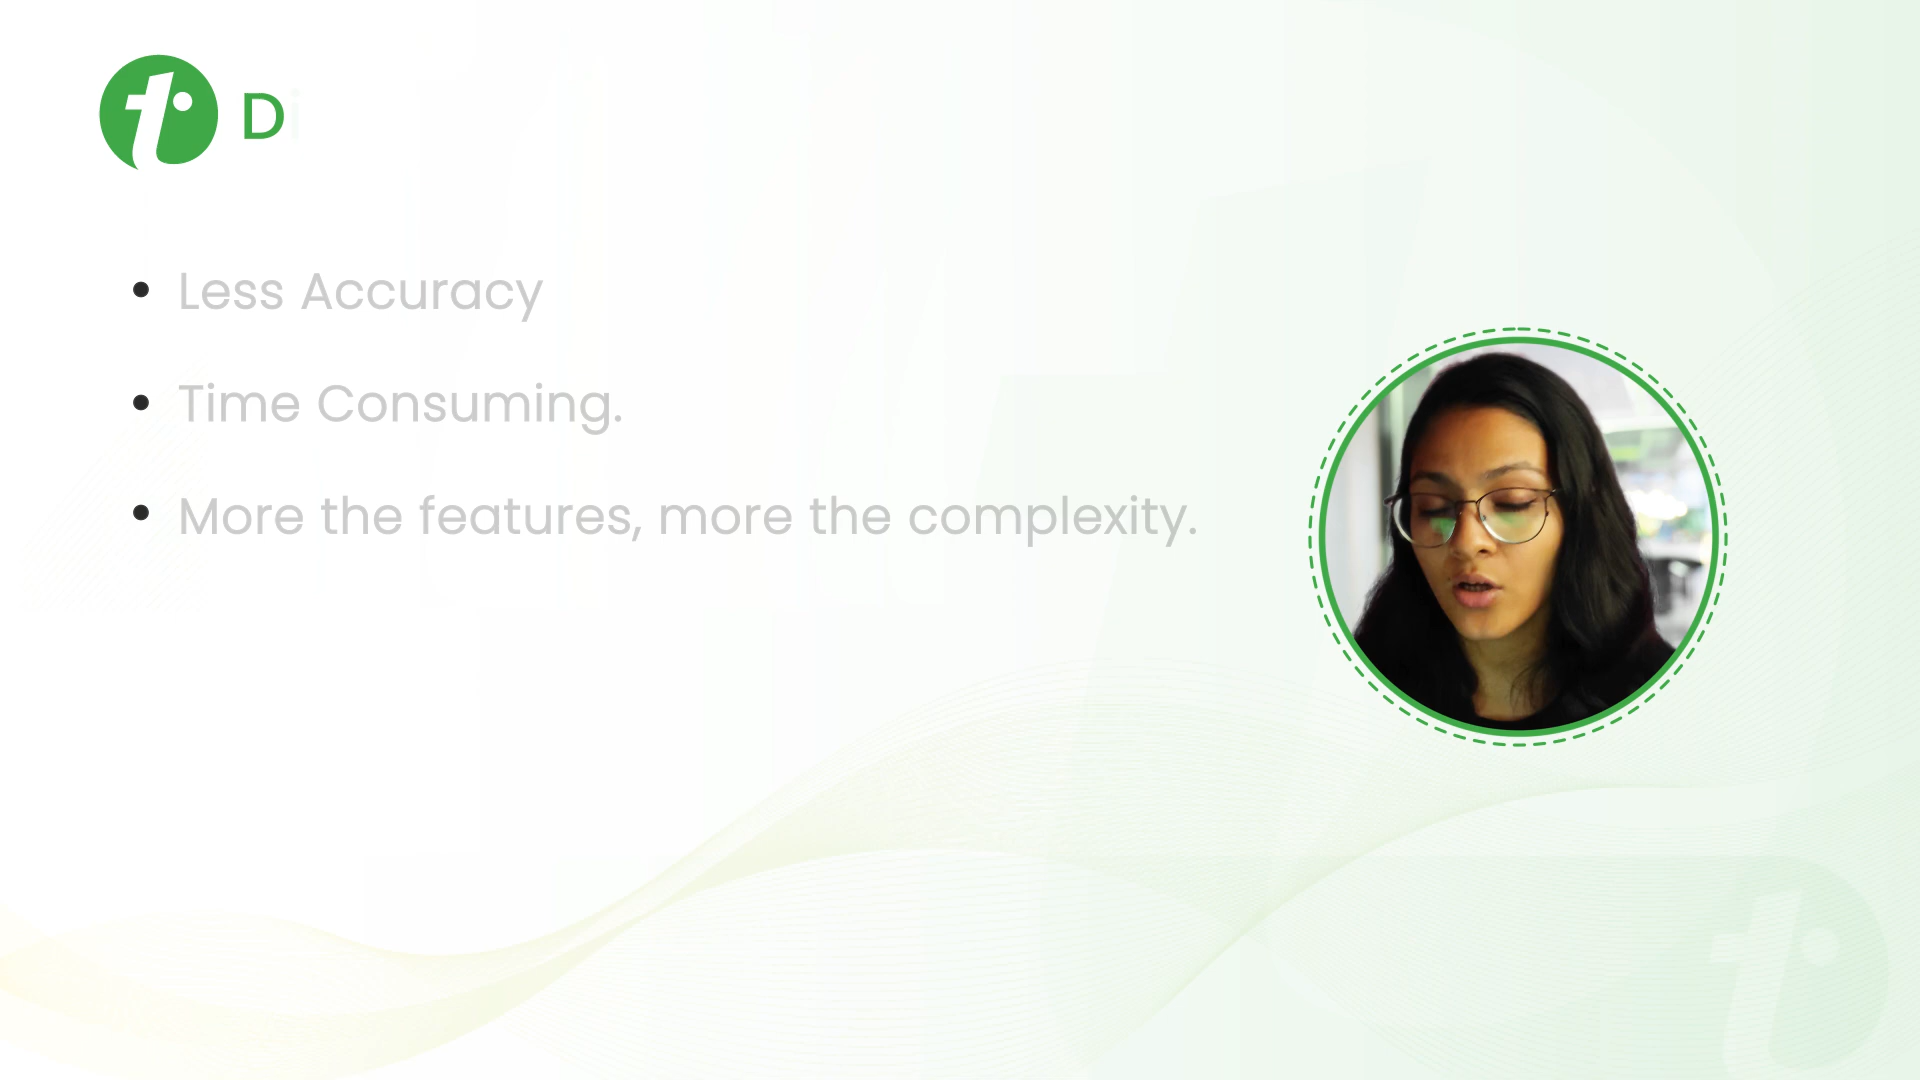 D
Less Accuracy
Time Consuming.
More the features, more the complexity.